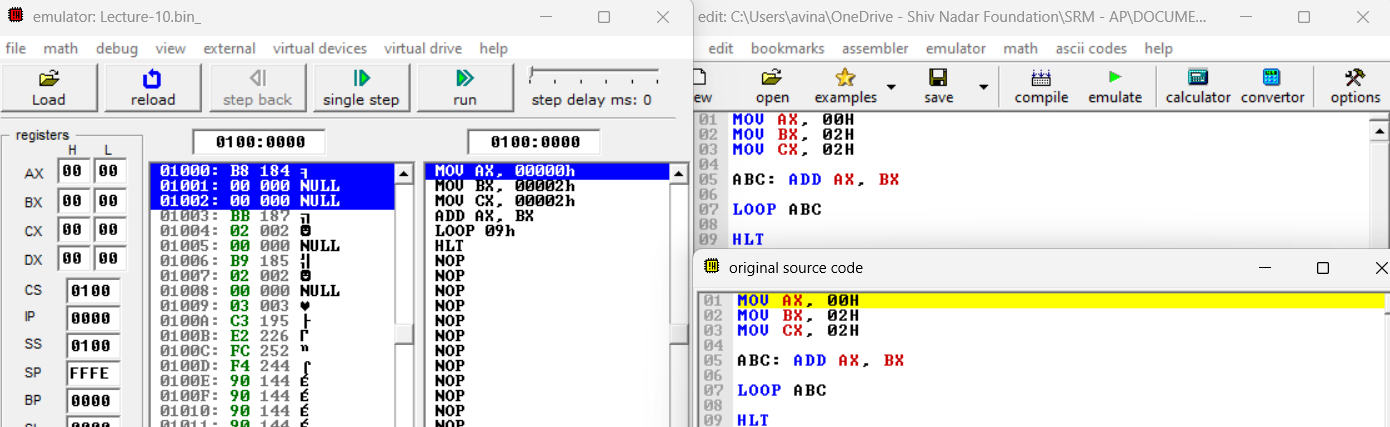 emulator: Lecture-10.bin_
file math debug view external virtual devices virtual drive help
Load reload step back single step run step delay ms: 0
registers
H L
AX 00 00
BX 00 00
CX 00 00
DX 00 00
CS 0100
IP 0000
SS 0100
SP FFFE
BP 0000
0100:0000
01000: B8 184 ╕
01001: 00 000 NULL
01002: 00 000 NULL
01003: BB 187 ╗
01004: 02 002 ☻
01005: 00 000 NULL
01006: B9 185 ╣
01007: 02 002 ☻
01008: 00 000 NULL
01009: 03 003 ♥
0100A: C3 195 ├
0100B: E2 226 Γ
0100C: FC 252 ⁿ
0100D: F4 244 ⌠
0100E: 90 144 É
0100F: 90 144 É
01010: 90 144 É
01011: 90 144 É
0100:0000
MOV AX, 00000h
MOV BX, 00002h
MOV CX, 00002h
ADD AX, BX
LOOP 09h
HLT
NOP
NOP
NOP
NOP
NOP
NOP
NOP
NOP
NOP
NOP
NOP
NOP
edit: C:\Users\avina\OneDrive - Shiv Nadar Foundation\SRM - AP\DOCUME...
edit bookmarks assembler emulator math ascii codes help
ew open examples save compile emulate calculator convertor options
01 MOV AX, 00H
02 MOV BX, 02H
03 MOV CX, 02H
04
05 ABC: ADD AX, BX
06
07 LOOP ABC
08
09 HLT
original source code
01 MOV AX, 00H
02 MOV BX, 02H
03 MOV CX, 02H
04
05 ABC: ADD AX, BX
06
07 LOOP ABC
08
09 HLT